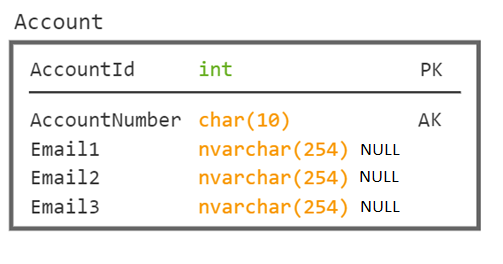 Account
AccountId int PK
AccountNumber char(10) AK
Email1 nvarchar(254) NULL
Email2 nvarchar(254) NULL
Email3 nvarchar(254) NULL